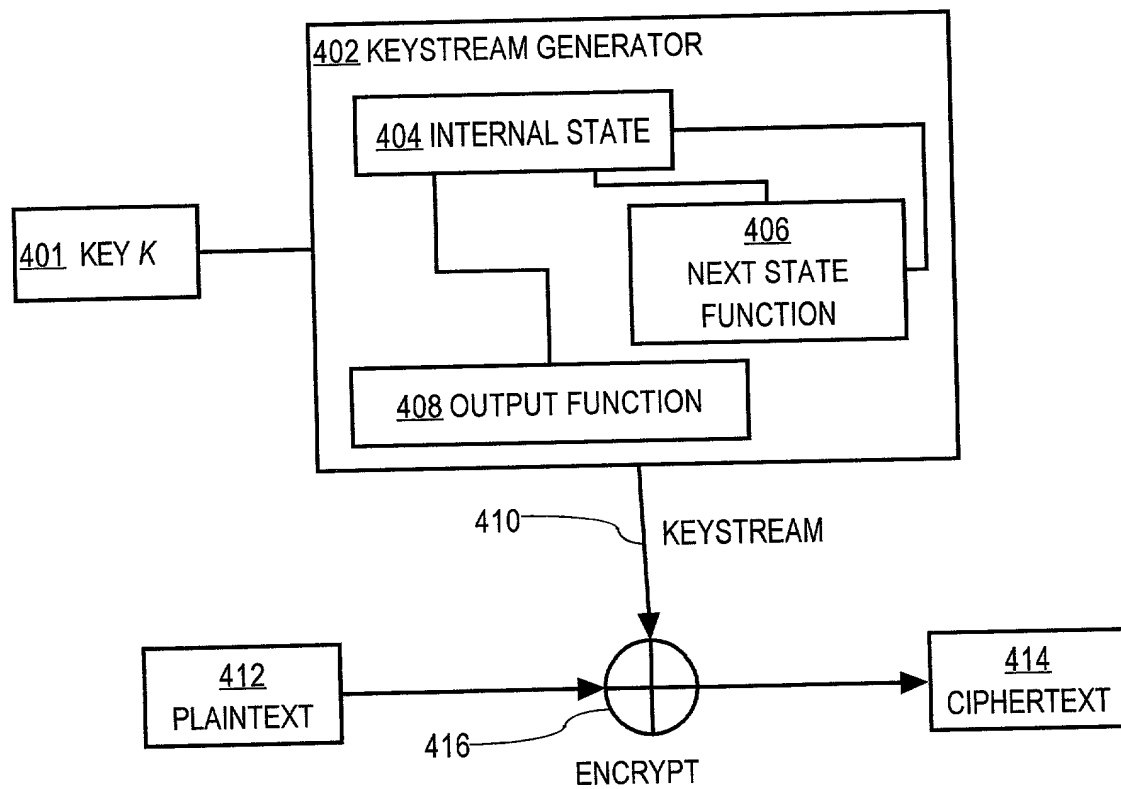 402 KEYSTREAM GENERATOR
404 INTERNAL STATE
401 KEY K
406
NEXT STATE
FUNCTION
408 OUTPUT FUNCTION
410
KEYSTREAM
412
PLAINTEXT
414
CIPHERTEXT
416
ENCRYPT